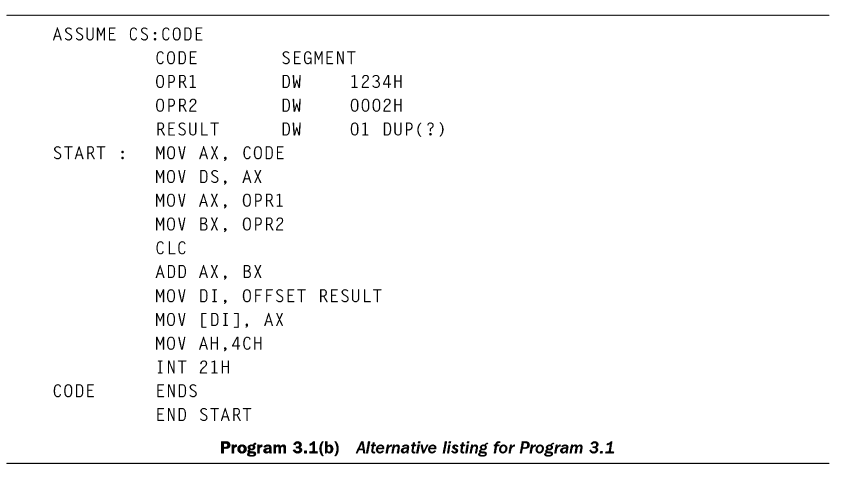 ASSUME CS:CODE
CODE SEGMENT
OPR1 DW 1234H
OPR2 DW 0002H
RESULT DW 01 DUP(?)
START : MOV AX, CODE
MOV DS, AX
MOV AX, OPR1
MOV BX, OPR2
CLC
ADD AX, BX
MOV DI, OFFSET RESULT
MOV [DI], AX
MOV AH,4CH
INT 21H
CODE ENDS
END START
Program 3.1(b) Alternative listing for Program 3.1